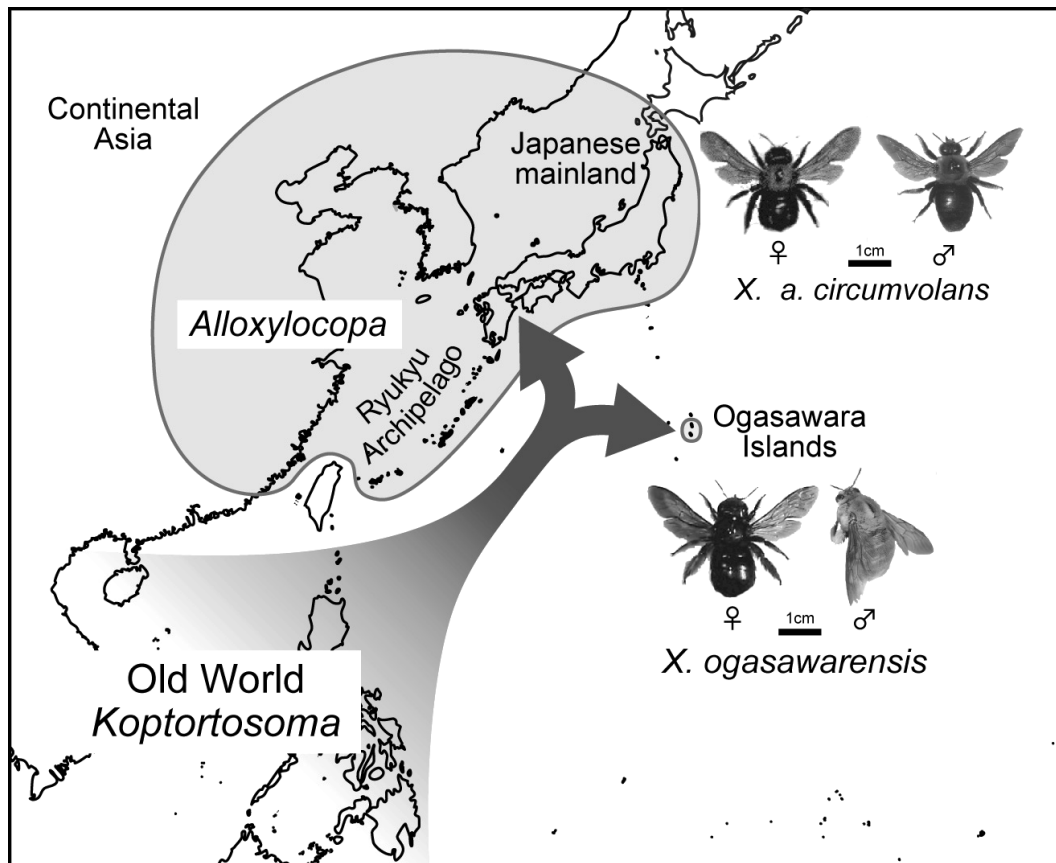 Continental
Asia
Japanese
mainland
♀
1cm
♂
X. a. circumvolans
Alloxylocopa
Ryukyu
Archipelago
Ogasawara
Islands
♀
1cm
♂
X. ogasawarensis
Old World
Koptortosoma